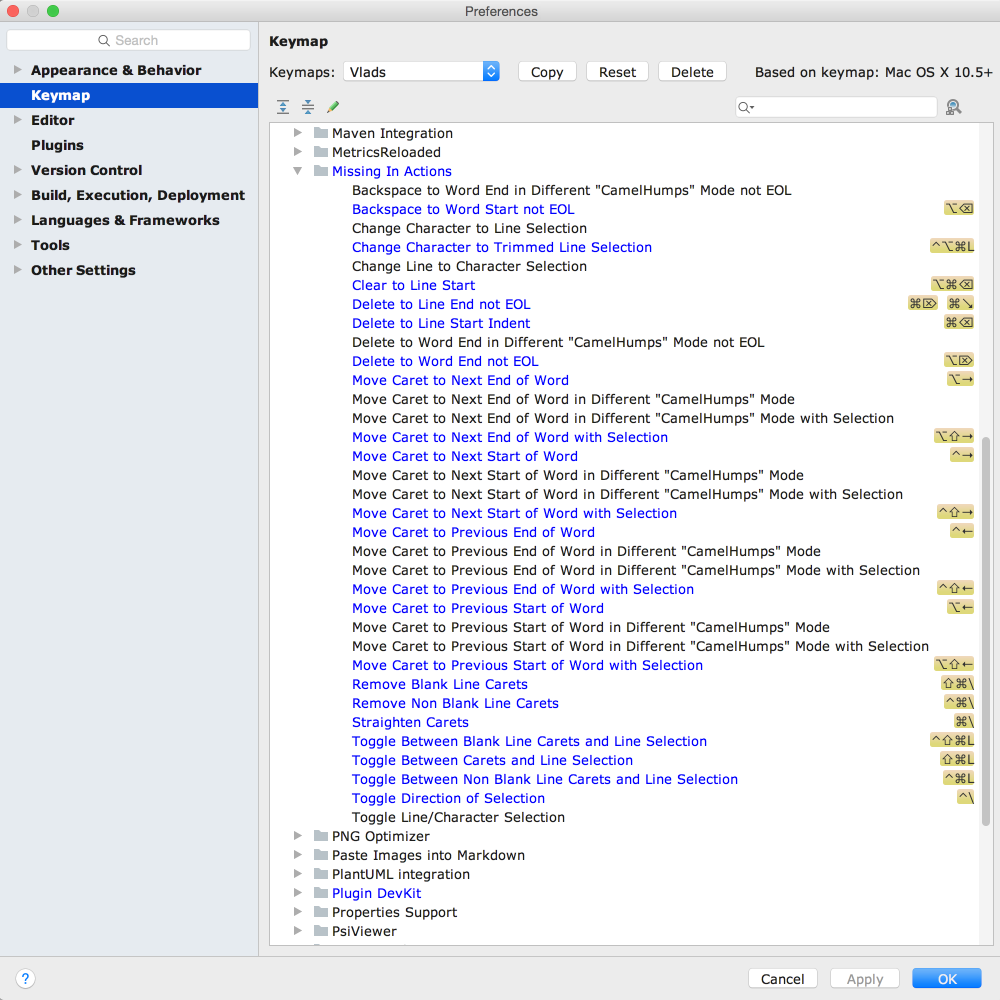 Preferences
Search
Appearance & Behavior
Keymap
Editor
Plugins
Version Control
Build, Execution, Deployment
Languages & Frameworks
Tools
Other Settings
Keymap
Keymaps: Vlads Copy Reset Delete Based on keymap: Mac OS X 10.5+
Maven Integration
MetricsReloaded
Missing In Actions
Backspace to Word End in Different "CamelHumps" Mode not EOL
Backspace to Word Start not EOL ⌥⌫
Change Character to Line Selection
Change Character to Trimmed Line Selection ^⌥⌘L
Change Line to Character Selection
Clear to Line Start ⌥⌘⌫
Delete to Line End not EOL ⌘⌦ ⌘↘
Delete to Line Start Indent ⌘⌫
Delete to Word End in Different "CamelHumps" Mode not EOL
Delete to Word End not EOL ⌥⌦
Move Caret to Next End of Word ⌥→
Move Caret to Next End of Word in Different "CamelHumps" Mode
Move Caret to Next End of Word in Different "CamelHumps" Mode with Selection
Move Caret to Next End of Word with Selection ⌥⇧→
Move Caret to Next Start of Word ^→
Move Caret to Next Start of Word in Different "CamelHumps" Mode
Move Caret to Next Start of Word in Different "CamelHumps" Mode with Selection
Move Caret to Next Start of Word with Selection ^⇧→
Move Caret to Previous End of Word ^←
Move Caret to Previous End of Word in Different "CamelHumps" Mode
Move Caret to Previous End of Word in Different "CamelHumps" Mode with Selection
Move Caret to Previous End of Word with Selection ^⇧←
Move Caret to Previous Start of Word ⌥←
Move Caret to Previous Start of Word in Different "CamelHumps" Mode
Move Caret to Previous Start of Word in Different "CamelHumps" Mode with Selection
Move Caret to Previous Start of Word with Selection ⌥⇧←
Remove Blank Line Carets ⇧⌘\
Remove Non Blank Line Carets ^⌘\
Straighten Carets ⌘\
Toggle Between Blank Line Carets and Line Selection ^⇧⌘L
Toggle Between Carets and Line Selection ⇧⌘L
Toggle Between Non Blank Line Carets and Line Selection ^⌘L
Toggle Direction of Selection ^\
Toggle Line/Character Selection
PNG Optimizer
Paste Images into Markdown
PlantUML integration
Plugin DevKit
Properties Support
PsiViewer
? Cancel Apply OK